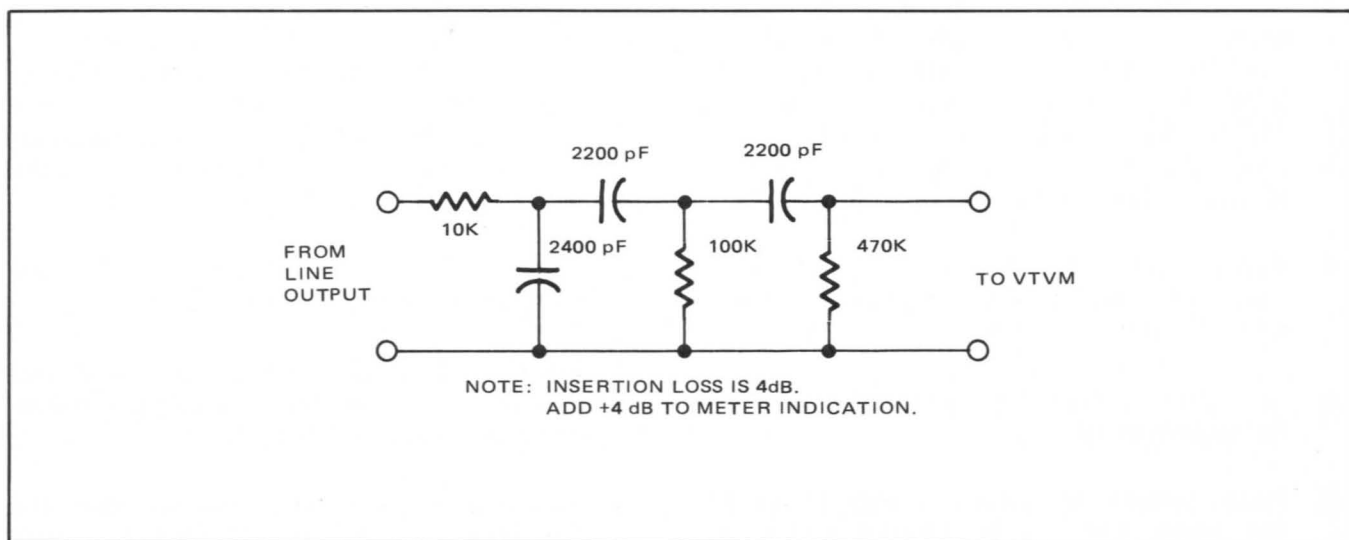 2200 pF
2200 pF
10K
2400 pF
100K
470K
FROM
LINE
OUTPUT
TO VTVM
NOTE: INSERTION LOSS IS 4dB.
ADD +4 dB TO METER INDICATION.